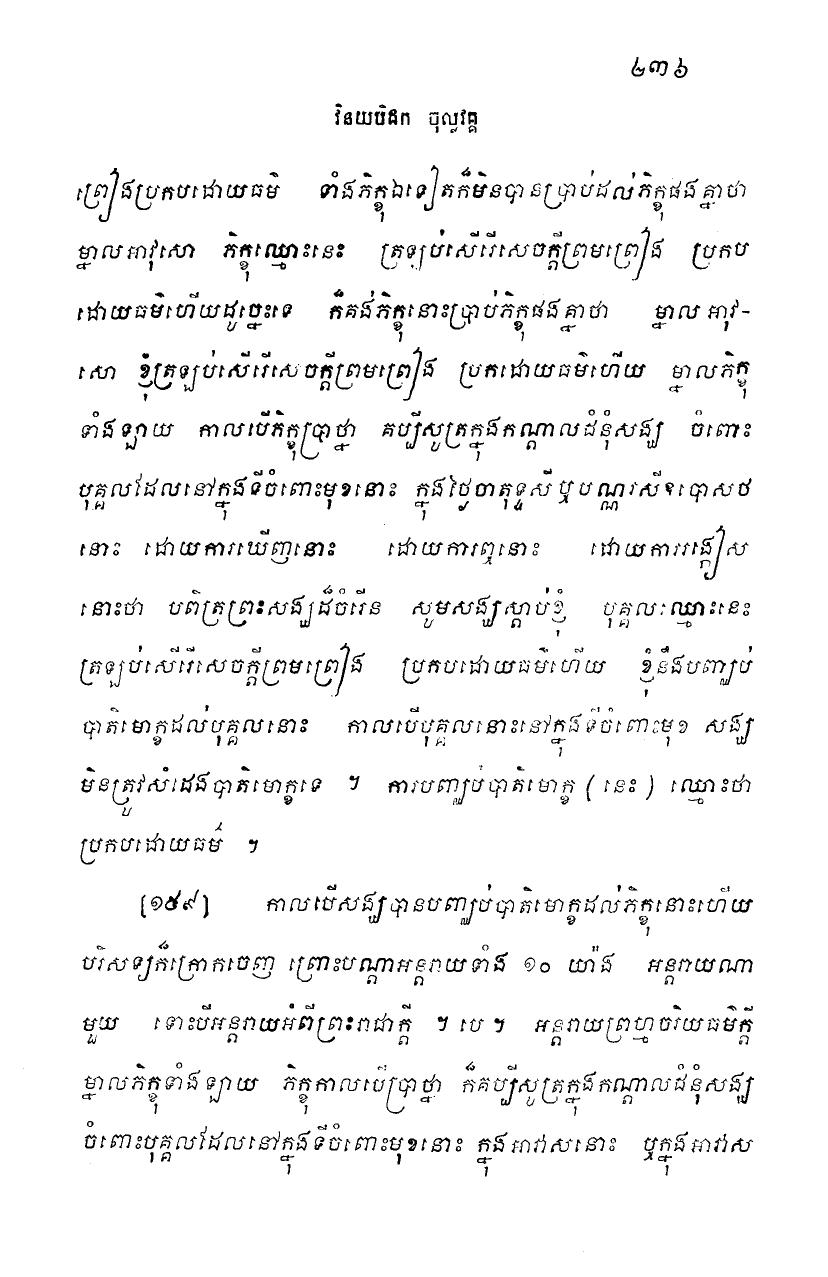 ៤៣៦
វិនយបិដក ចុល្លវគ្គ
ព្រៀងប្រកបដោយធម៌ ទាំងភិក្ខុឯទៀតក៏មិនបានប្រាប់ដល់ភិក្ខុផងគ្នាថា
ម្នាលអាវុសោ ភិក្ខុឈ្មោះនេះ ត្រឡប់សើរើសេចក្តីព្រមព្រៀង ប្រកប
ដោយធម៌ហើយដូច្នេះទេ ក៏គង់ភិក្ខុនោះប្រាប់ភិក្ខុផងគ្នាថា ម្នាលអាវុ-
សោ ខ្ញុំត្រឡប់សើរើសេចក្តីព្រមព្រៀង ប្រកដោយធម៌ហើយ ម្នាលភិក្ខុ
ទាំងឡាយ កាលបើភិក្ខុប្រាថ្នា គប្បីសូត្រក្នុងកណ្តាលជំនុំសង្ឃ ចំពោះ
បុគ្គលដែលនៅក្នុងទីចំពោះមុខនោះ ក្នុងថ្ងៃចាតុទ្ទសីឬបណ្ណរសីឧបោសថ
នោះ ដោយការឃើញនោះ ដោយការឮនោះ ដោយការរង្កៀស
នោះថា បពិត្រព្រះសង្ឃដ៏ចំរើន សូមសង្ឃស្តាប់ខ្ញុំ បុគ្គលឈ្មោះនេះ
ត្រឡប់សើរើសេចក្តីព្រមព្រៀង ប្រកបដោយធម៌ហើយ ខ្ញុំនឹងបញ្ឈប់
បាតិមោក្ខដល់បុគ្គលនោះ កាលបើបុគ្គលនោះនៅក្នុងទីចំពោះមុខ សង្ឃ
មិនត្រូវសំដែងបាតិមោក្ខទេ ។ ការបញ្ឈប់បាតិមោក្ខ (នេះ) ឈ្មោះថា
ប្រកបដោយធម៌ ។
[១៥៩] កាលបើសង្ឃបានបញ្ឈប់បាតិមោក្ខដល់ភិក្ខុនោះហើយ
បរិសទ្យក៏ក្រោកចេញ ព្រោះបណ្តាអន្តរាយទាំង ១០ យ៉ាង អន្តរាយណា
មួយ ទោះបីអន្តរាយអំពីព្រះរាជាក្តី ។ បេ ។ អន្តរាយព្រហ្មចរិយធម៌ក្តី
ម្នាលភិក្ខុទាំងឡាយ ភិក្ខុកាលបើប្រាថ្នា ក៏គប្បីសូត្រក្នុងកណ្តាលជំនុំសង្ឃ
ចំពោះបុគ្គលដែលនៅក្នុងទីចំពោះមុខនោះ ក្នុងអាវាសនោះ ឬក្នុងអាវាស